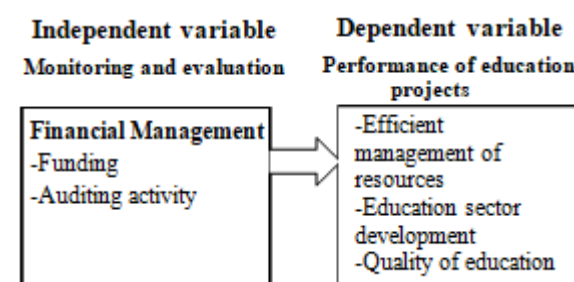 Independent variable
Monitoring and evaluation
Financial Management
-Funding
-Auditing activity
Dependent variable
Performance of education
projects
-Efficient
management of
resources
-Education sector
development
-Quality of education